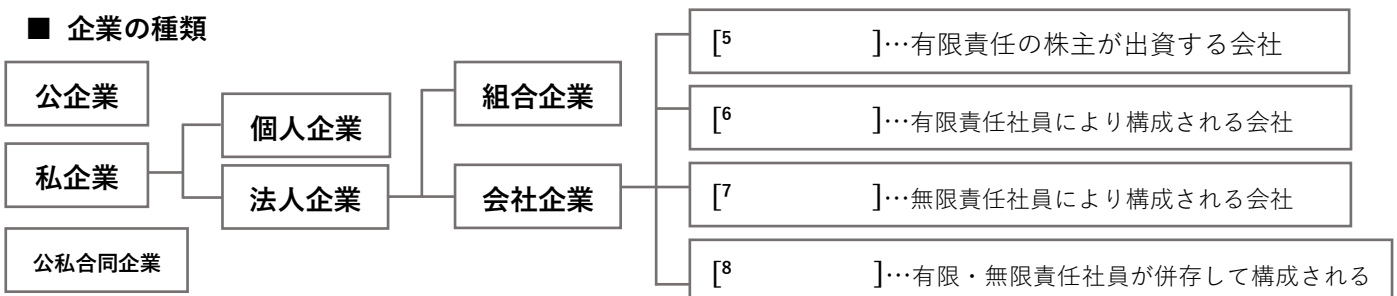 ■ 企業の種類
公企業
私企業
公私合同企業
個人企業
法人企業
組合企業
会社企業
[5 ]…有限責任の株主が出資する会社
[6 ]…有限責任社員により構成される会社
[7 ]…無限責任社員により構成される会社
[8 ]…有限・無限責任社員が併存して構成される